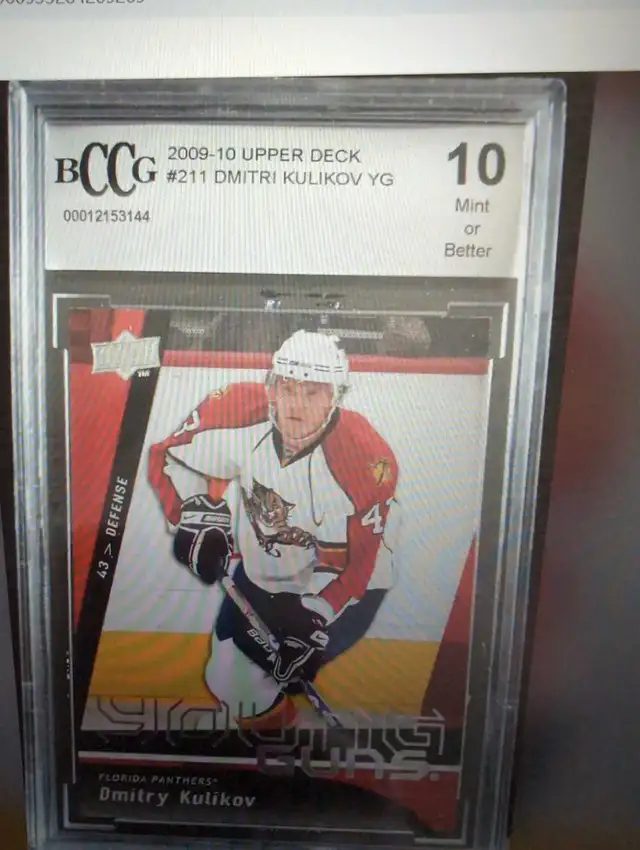 BCCG
2009-10 UPPER DECK
#211 DMITRI KULIKOV YG
00012153144
10
Mint
or
Better
43 > DEFENSE
43
YOUNG
GUNS.
FLORIDA PANTHERS
Dmitry Kulikov